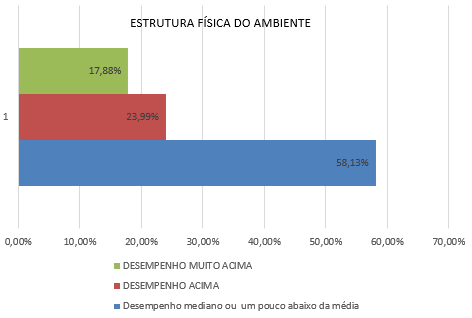 ESTRUTURA FÍSICA DO AMBIENTE
17,88%
1
23,99%
58,13%
0,00% 10,00% 20,00% 30,00% 40,00% 50,00% 60,00% 70,00%
DESEMPENHO MUITO ACIMA
DESEMPENHO ACIMA
Desempenho mediano ou um pouco abaixo da média